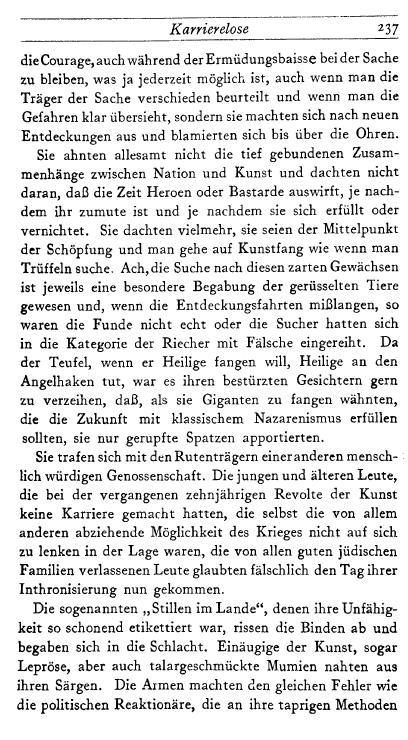 Karrierelose 237
die Courage, auch während der Ermüdungsbaisse bei der Sache
zu bleiben, was ja jederzeit möglich ist, auch wenn man die
Träger der Sache verschieden beurteilt und wenn man die
Gefahren klar übersieht, sondern sie machten sich nach neuen
Entdeckungen aus und blamierten sich bis über die Ohren.
Sie ahnten allesamt nicht die tief gebundenen Zusam-
menhänge zwischen Nation und Kunst und dachten nicht
daran, daß die Zeit Heroen oder Bastarde auswirft, je nach-
dem ihr zumute ist und je nachdem sie sich erfüllt oder
vernichtet. Sie dachten vielmehr, sie seien der Mittelpunkt
der Schöpfung und man gehe auf Kunstfang wie wenn man
Trüffeln suche. Ach, die Suche nach diesen zarten Gewächsen
ist jeweils eine besondere Begabung der gerüsselten Tiere
gewesen und, wenn die Entdeckungsfahrten mißlangen, so
waren die Funde nicht echt oder die Sucher hatten sich
in die Kategorie der Riecher mit Fälsche eingereiht. Da
der Teufel, wenn er Heilige fangen will, Heilige an den
Angelhaken tut, war es ihren bestürzten Gesichtern gern
zu verzeihen, daß, als sie Giganten zu fangen wähnten,
die die Zukunft mit klassischem Nazarenismus erfüllen
sollten, sie nur gerupfte Spatzen apportierten.
Sie trafen sich mit den Rutenträgern einer anderen mensch-
lich würdigen Genossenschaft. Die jungen und älteren Leute,
die bei der vergangenen zehnjährigen Revolte der Kunst
keine Karriere gemacht hatten, die selbst die von allem
anderen abziehende Möglichkeit des Krieges nicht auf sich
zu lenken in der Lage waren, die von allen guten jüdischen
Familien verlassenen Leute glaubten fälschlich den Tag ihrer
Inthronisierung nun gekommen.
Die sogenannten „Stillen im Lande“, denen ihre Unfähig-
keit so schonend etikettiert war, rissen die Binden ab und
begaben sich in die Schlacht. Einäugige der Kunst, sogar
Lepröse, aber auch talargeschmückte Mumien nahten aus
ihren Särgen. Die Armen machten den gleichen Fehler wie
die politischen Reaktionäre, die an ihre taprigen Methoden